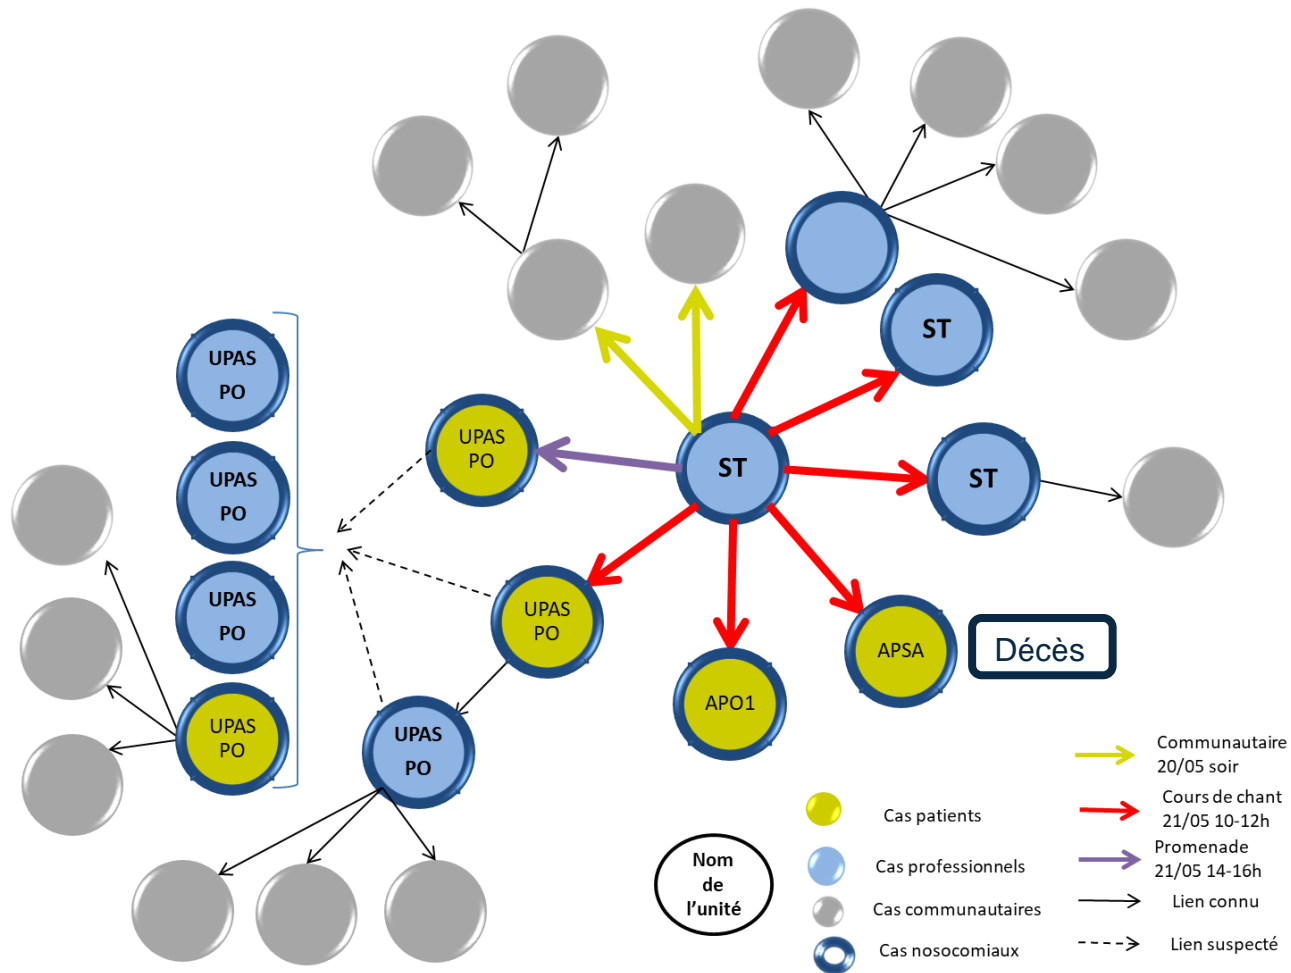 ST
UPAS
PO
ST
UPAS
PO
ST
ST
UPAS
PO
UPAS
PO
UPAS
PO
APSA
Décès
APO1
UPAS
PO
UPAS
PO
Communautaire
20/05 soir
Cours de chant
21/05 10-12h
Promenade
21/05 14-16h
Lien connu
Lien suspecté
Cas patients
Cas professionnels
Cas communautaires
Cas nosocomiaux
Nom
de
l'unité